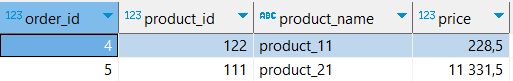 123 order_id 123 product_id ABC product_name 123 price
4 122 product_11 228,5
5 111 product_21 11 331,5